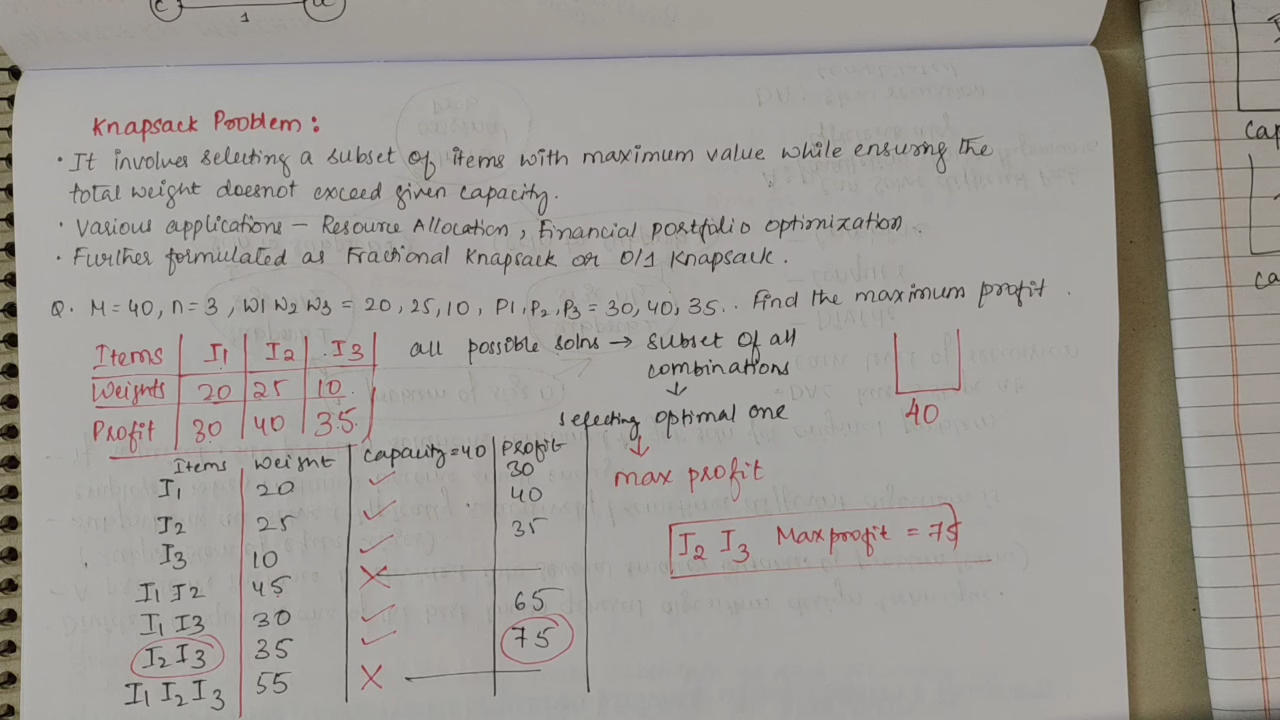 1
Knapsack Problem:
· It involves selecting a subset of items with maximum value while ensurng the
total weight doesnot exceed given capacity.
· Various applications – Resource Allocation, Financial portfolio optimization.
· Further formulated as Fractional Knapsack or 0/1 Knapsack.
Q. M=40, n=3, W1 W2 W3 = 20, 25, 10, P1, P2, P3 = 30, 40, 35. Find the maximum profit.
Items I1 I2 I3
Weights 20 25 10
Profit 30 40 35
all possible solns → subset of all
combinations
↓
selecting optimal one
↓
max profit
40
I2 I3 Max profit = 75
Items Weight Capacity=40 Profit
I1 20 ✓ 30
I2 25 ✓ 40
I3 10 ✓ 35
I1 I2 45 ✗
I1 I3 30 ✓ 65
I2 I3 35 ✓ 75
I1 I2 I3 55 ✗ —
cap
ca